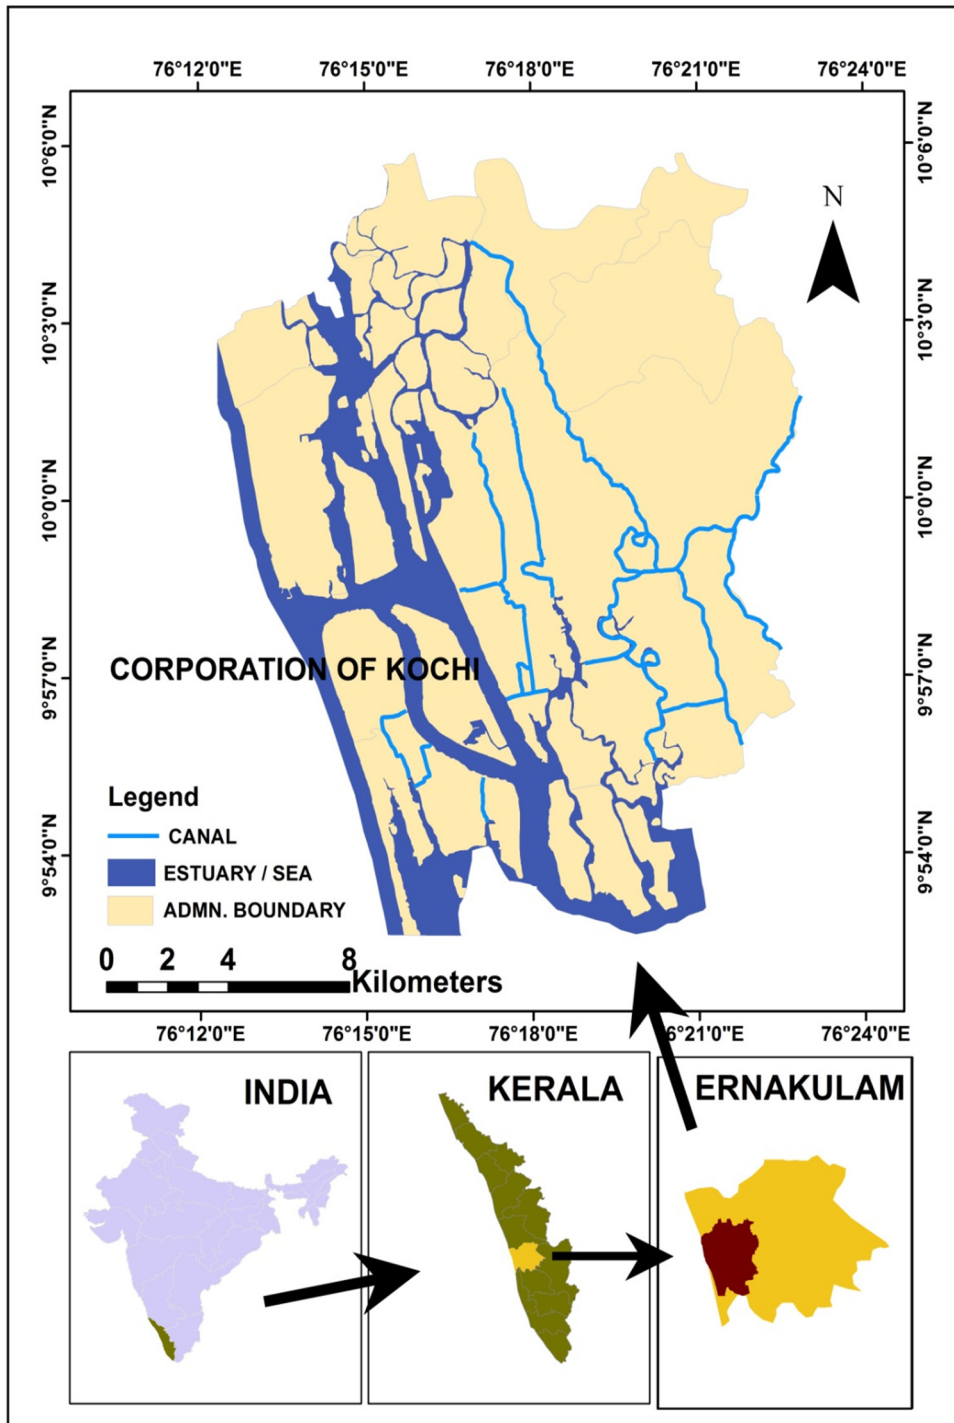 76°12'0"E 76°15'0"E 76°18'0"E 76°21'0"E 76°24'0"E
10°6'0"N 10°6'0"N
N
10°3'0"N 10°3'0"N
10°0'0"N 10°0'0"N
9°57'0"N 9°57'0"N
CORPORATION OF KOCHI
Legend
CANAL
ESTUARY / SEA
ADMN. BOUNDARY
9°54'0"N 9°54'0"N
0 2 4 8
Kilometers
76°12'0"E 76°15'0"E 76°18'0"E 76°21'0"E 76°24'0"E
INDIA
KERALA
ERNAKULAM